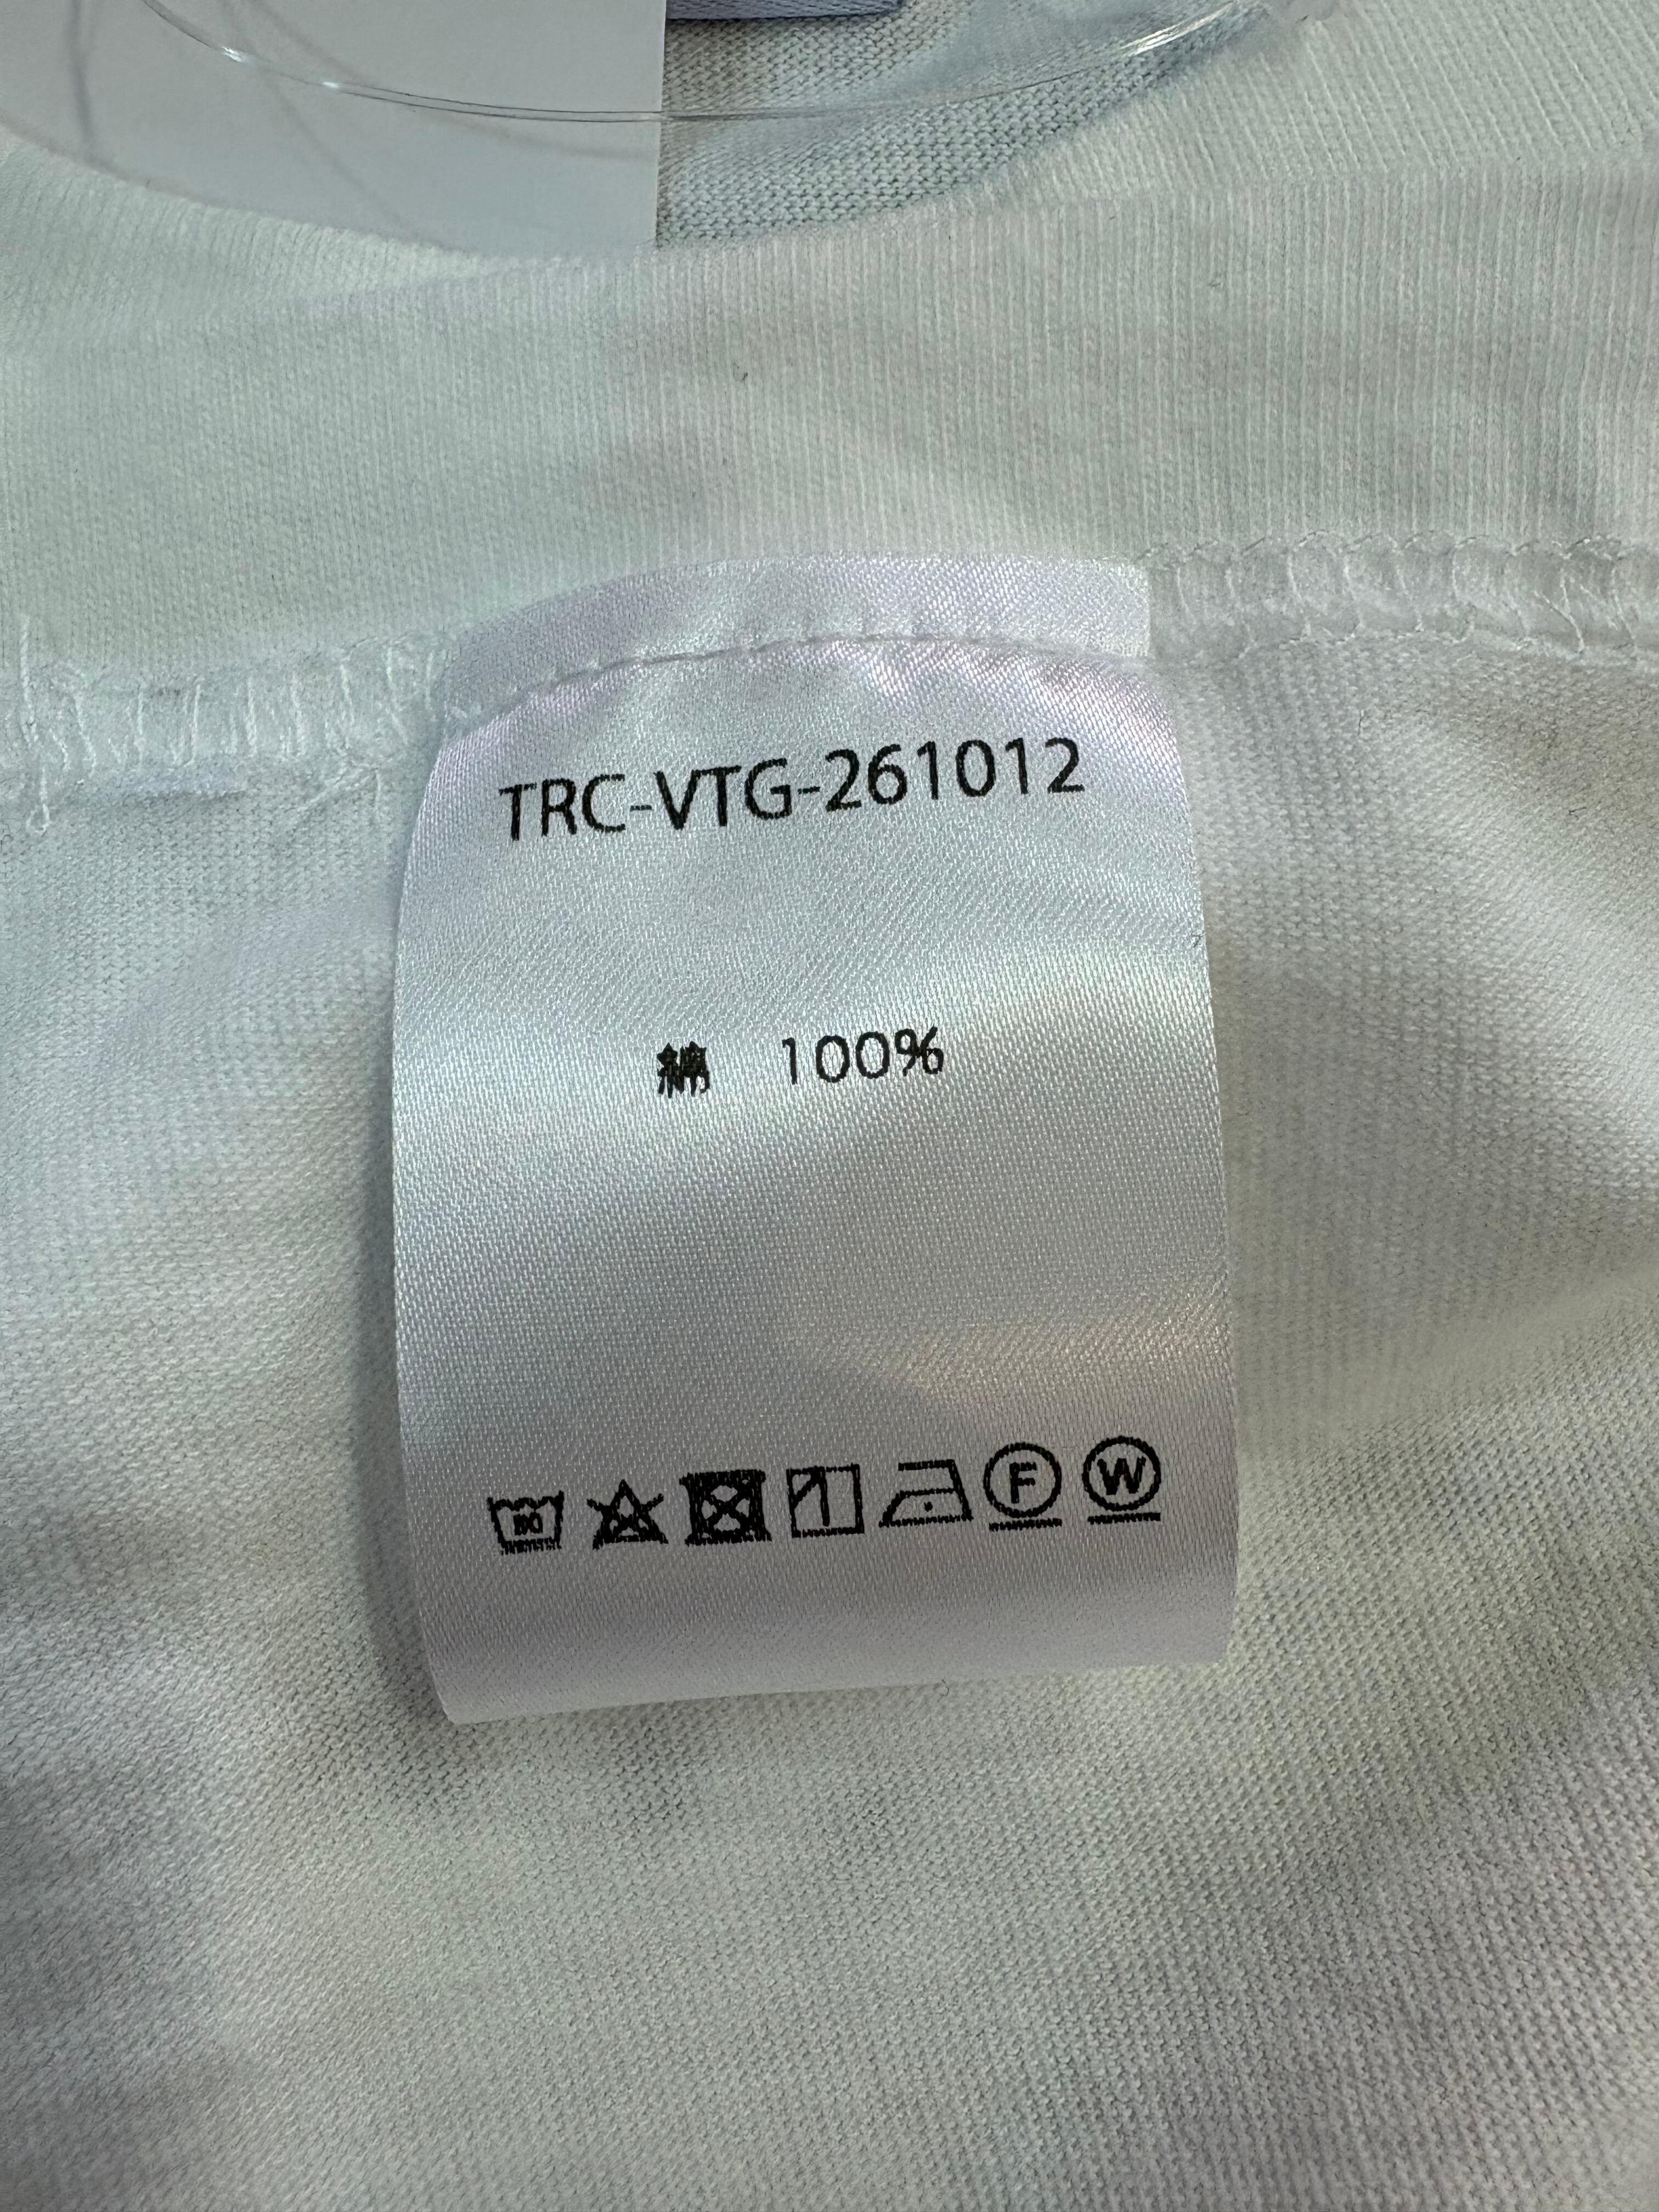 TRC-VTG-261012
綿 100%
F W